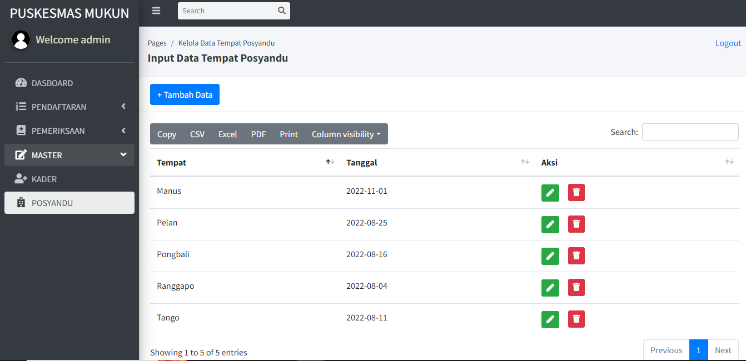 PUSKESMAS MUKUN
Welcome admin
DASBOARD
PENDAFTARAN
PEMERIKSAAN
MASTER
KADER
POSYANDU
Search
Pages / Kelola Data Tempat Posyandu
Logout
Input Data Tempat Posyandu
+ Tambah Data
Copy CSV Excel PDF Print Column visibility
Search:
Tempat Tanggal Aksi
Manus 2022-11-01
Pelan 2022-08-25
Pongbali 2022-08-16
Ranggapo 2022-08-04
Tango 2022-08-11
Showing 1 to 5 of 5 entries
Previous 1 Next